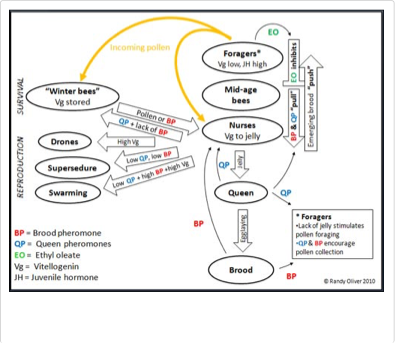 EO
Incoming pollen
Foragers*
Vg low, JH high
EO inhibits
Emerging brood "push"
BP & QP "pull"
Mid-age
bees
SURVIVAL
"Winter bees"
Vg stored
Pollen or BP
QP + lack of BP
Nurses
Vg to jelly
REPRODUCTION
Drones
High Vg
Supersedure
Low QP, low BP
Swarming
Low QP + high BP +high Vg
QP
Jelly
Queen
QP
BP
Egglaying
* Foragers
•Lack of jelly stimulates
pollen foraging
•QP & BP encourage
pollen collection
Brood
BP
BP = Brood pheromone
QP = Queen pheromones
EO = Ethyl oleate
Vg = Vitellogenin
JH = Juvenile hormone
© Randy Oliver 2010